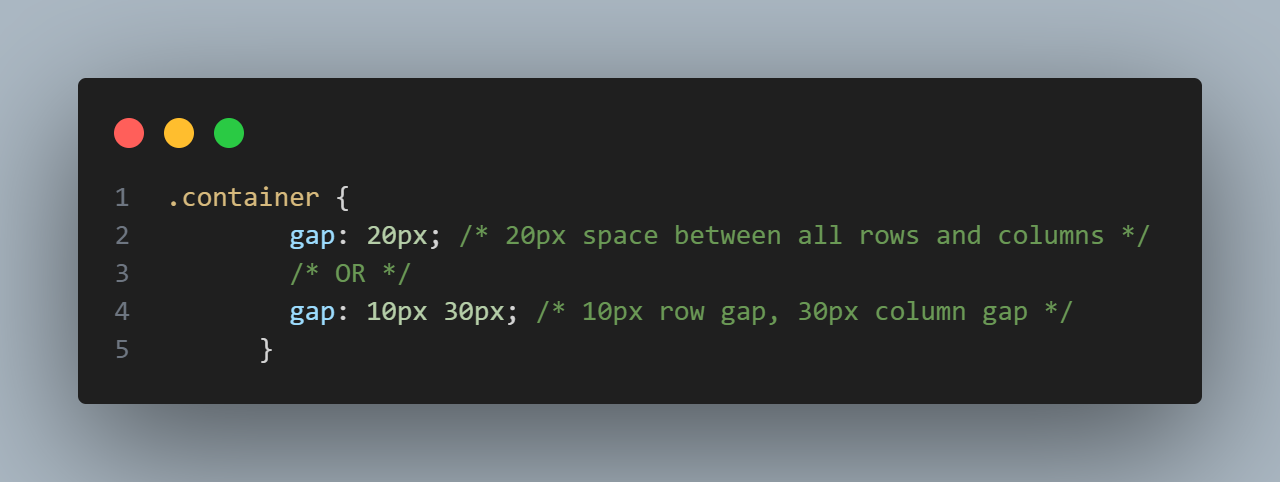 1 .container {
2 gap: 20px; /* 20px space between all rows and columns */
3 /* OR */
4 gap: 10px 30px; /* 10px row gap, 30px column gap */
5 }